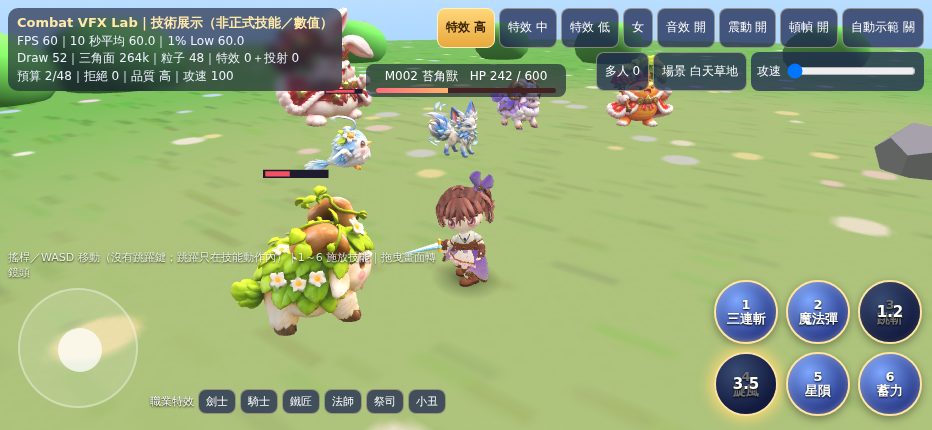 Combat VFX Lab | 技術展示（非正式技能／數值）
FPS 60 | 10 秒平均 60.0 | 1% Low 60.0
Draw 52 | 三角面 264k | 粒子 48 | 特效 0＋投射 0
預算 2/48 | 拒絕 0 | 品質 高 | 攻速 100
特效 高
特效 中
特效 低
女
音效 開
震動 開
頓幀 開
自動示範 關
M002 苔角獸 HP 242 / 600
多人 0
場景 白天草地
攻速
搖桿／WASD 移動（沒有跳躍鍵；跳躍只在技能動作內）| 1～6 施放技能 | 拖曳畫面轉
鏡頭
1
三連斬
2
魔法彈
1.2
3.5
5
星隕
6
蓄力
職業特效
劍士
騎士
鐵匠
法師
祭司
小丑